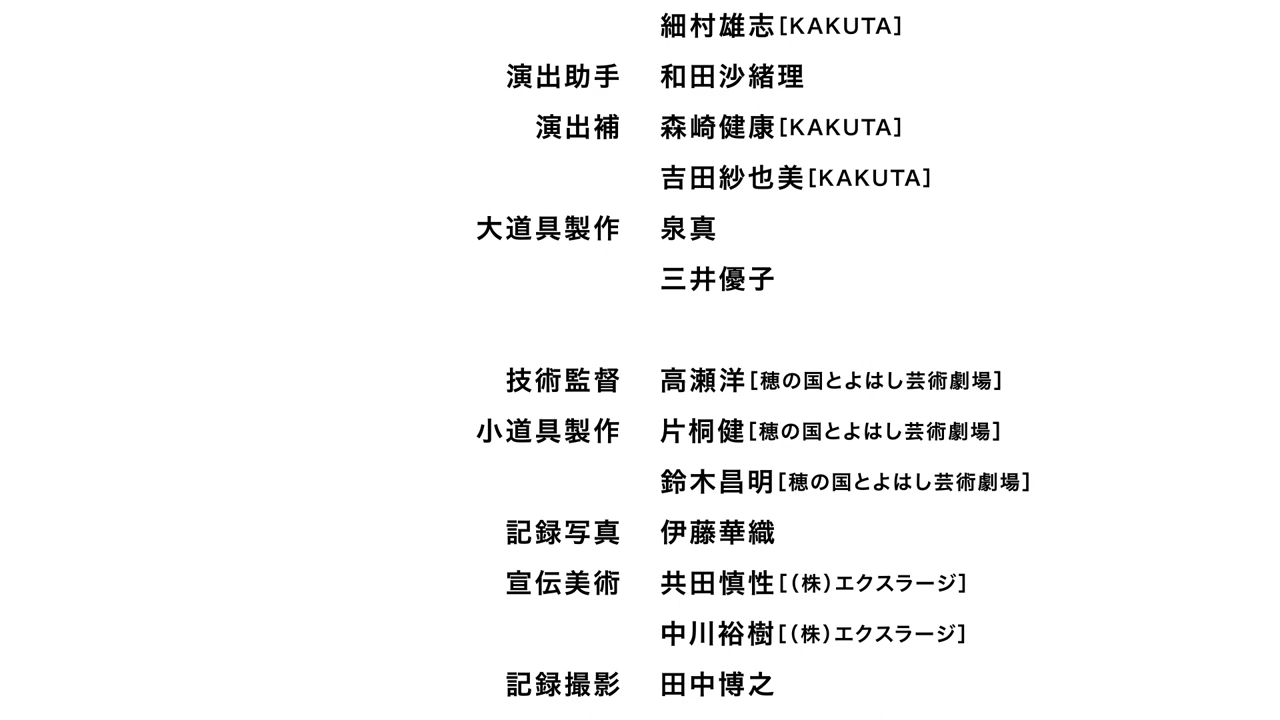 細村雄志[KAKUTA]
演出助手 和田沙緒理
演出補 森崎健康[KAKUTA]
吉田紗也美[KAKUTA]
大道具製作 泉真
三井優子
技術監督 高瀬洋[穂の国とよはし芸術劇場]
小道具製作 片桐健[穂の国とよはし芸術劇場]
鈴木昌明[穂の国とよはし芸術劇場]
記録写真 伊藤華織
宣伝美術 共田慎性[(株)エクスラージ]
中川裕樹[(株)エクスラージ]
記録撮影 田中博之